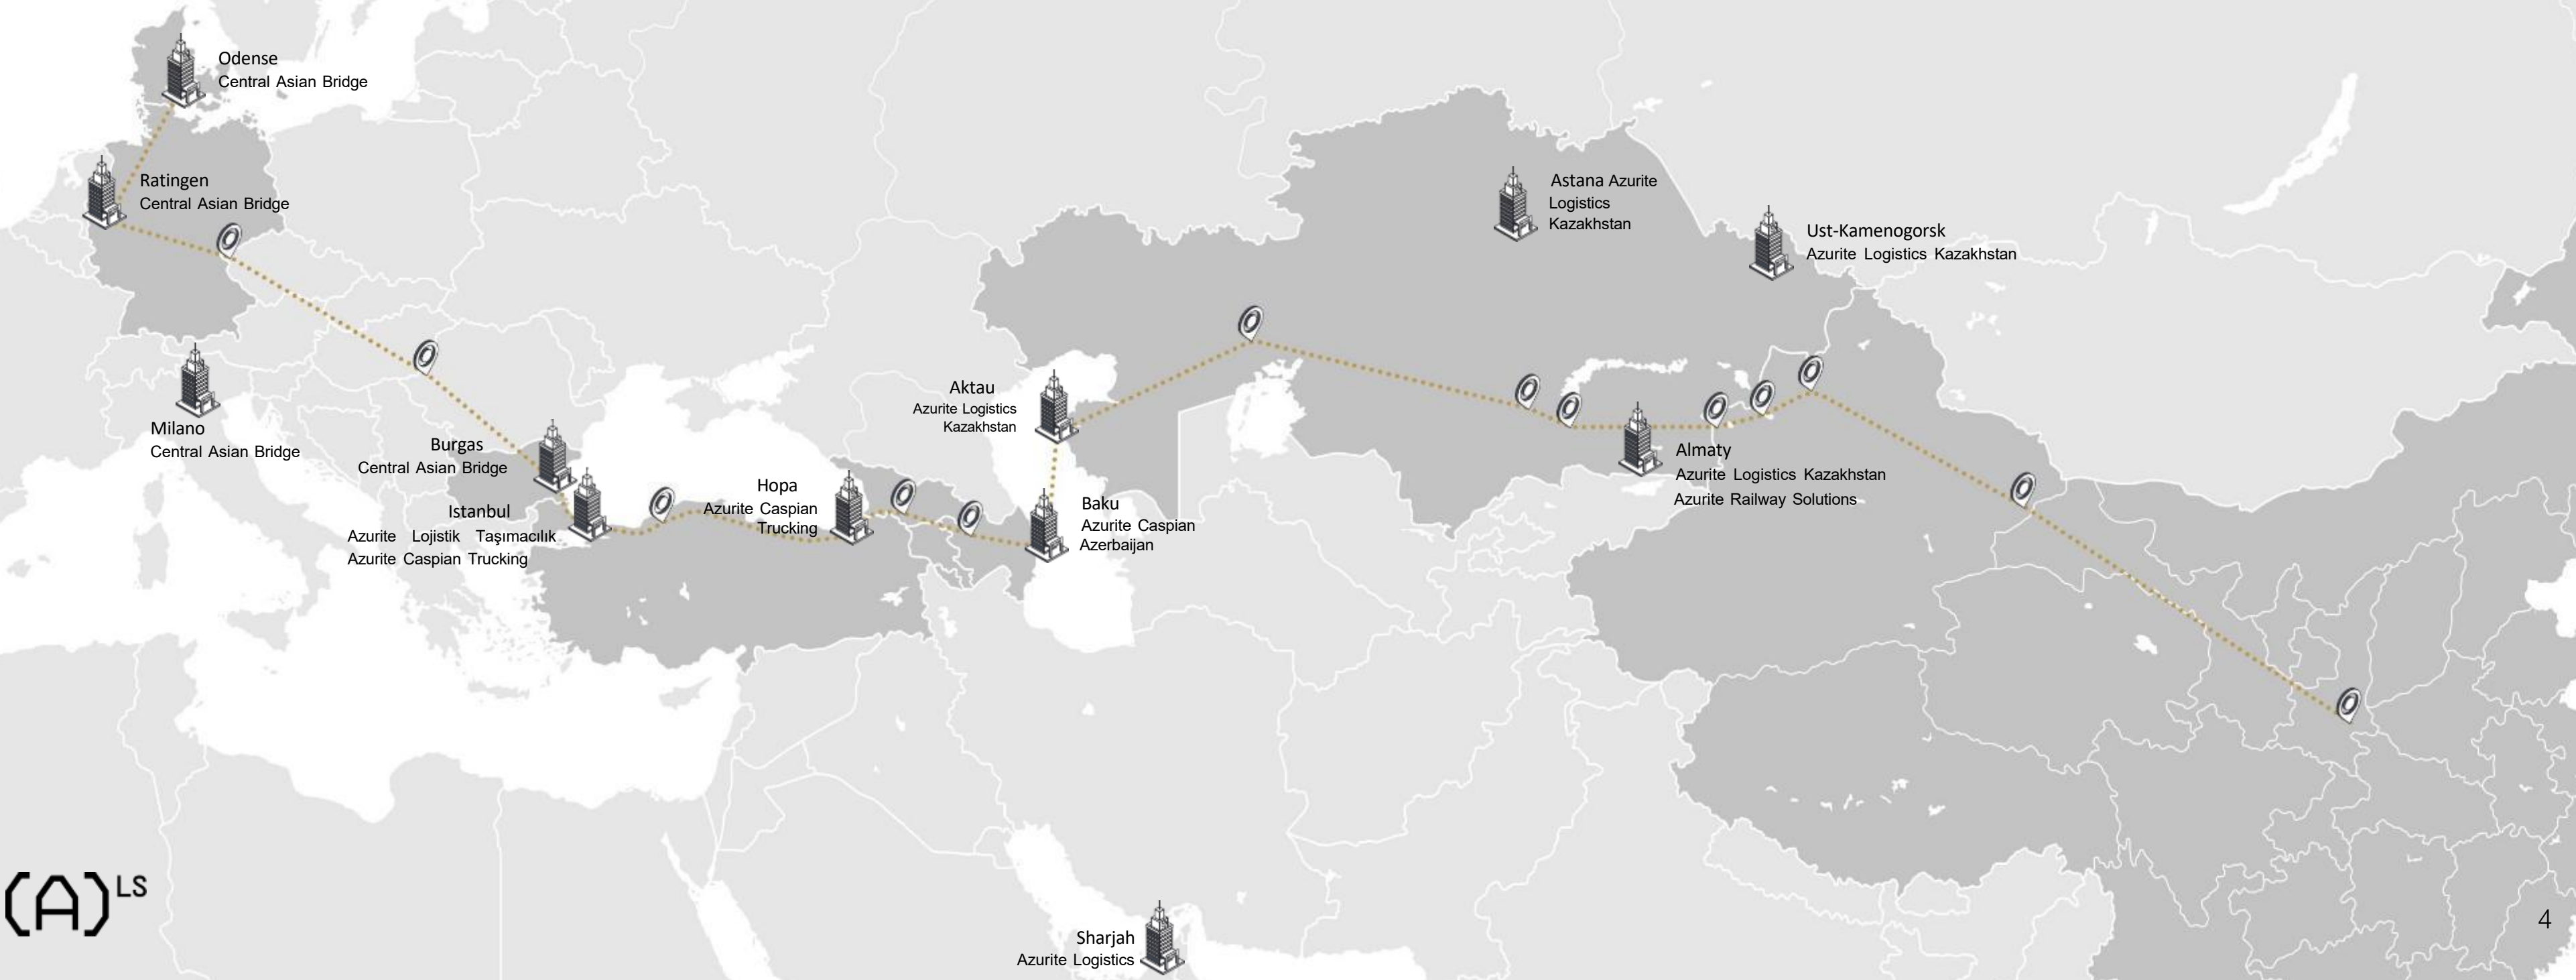 Odense
Central Asian Bridge
Ratingen
Central Asian Bridge
Astana Azurite
Logistics
Kazakhstan
Ust-Kamenogorsk
Azurite Logistics Kazakhstan
Milano
Central Asian Bridge
Burgas
Central Asian Bridge
Istanbul
Azurite Lojistik Taşımacılık
Azurite Caspian Trucking
Hopa
Azurite Caspian
Trucking
Aktau
Azurite Logistics
Kazakhstan
Baku
Azurite Caspian
Azerbaijan
Almaty
Azurite Logistics Kazakhstan
Azurite Railway Solutions
Sharjah
Azurite Logistics
(A)LS
4